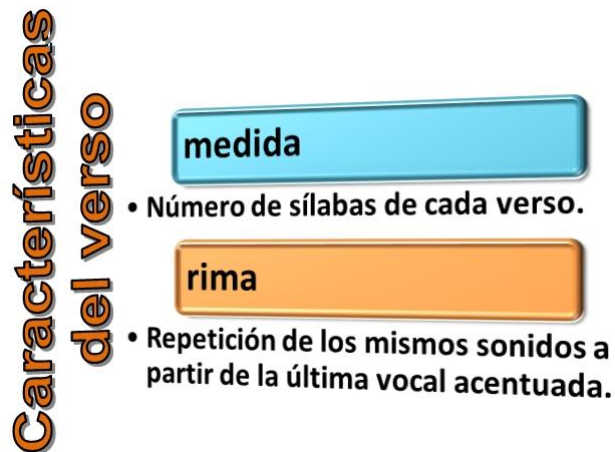 Características
del verso
medida
• Número de sílabas de cada verso.
rima
• Repetición de los mismos sonidos a
partir de la última vocal acentuada.